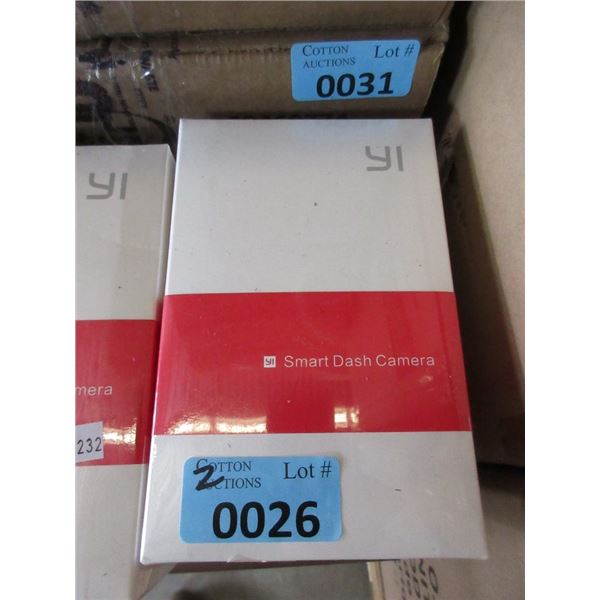 COTTON
AUCTIONS
Lot #
0031
YI
YI
YI Smart Dash Camera
mera
232
2
COTTON
AUCTIONS
Lot #
0026